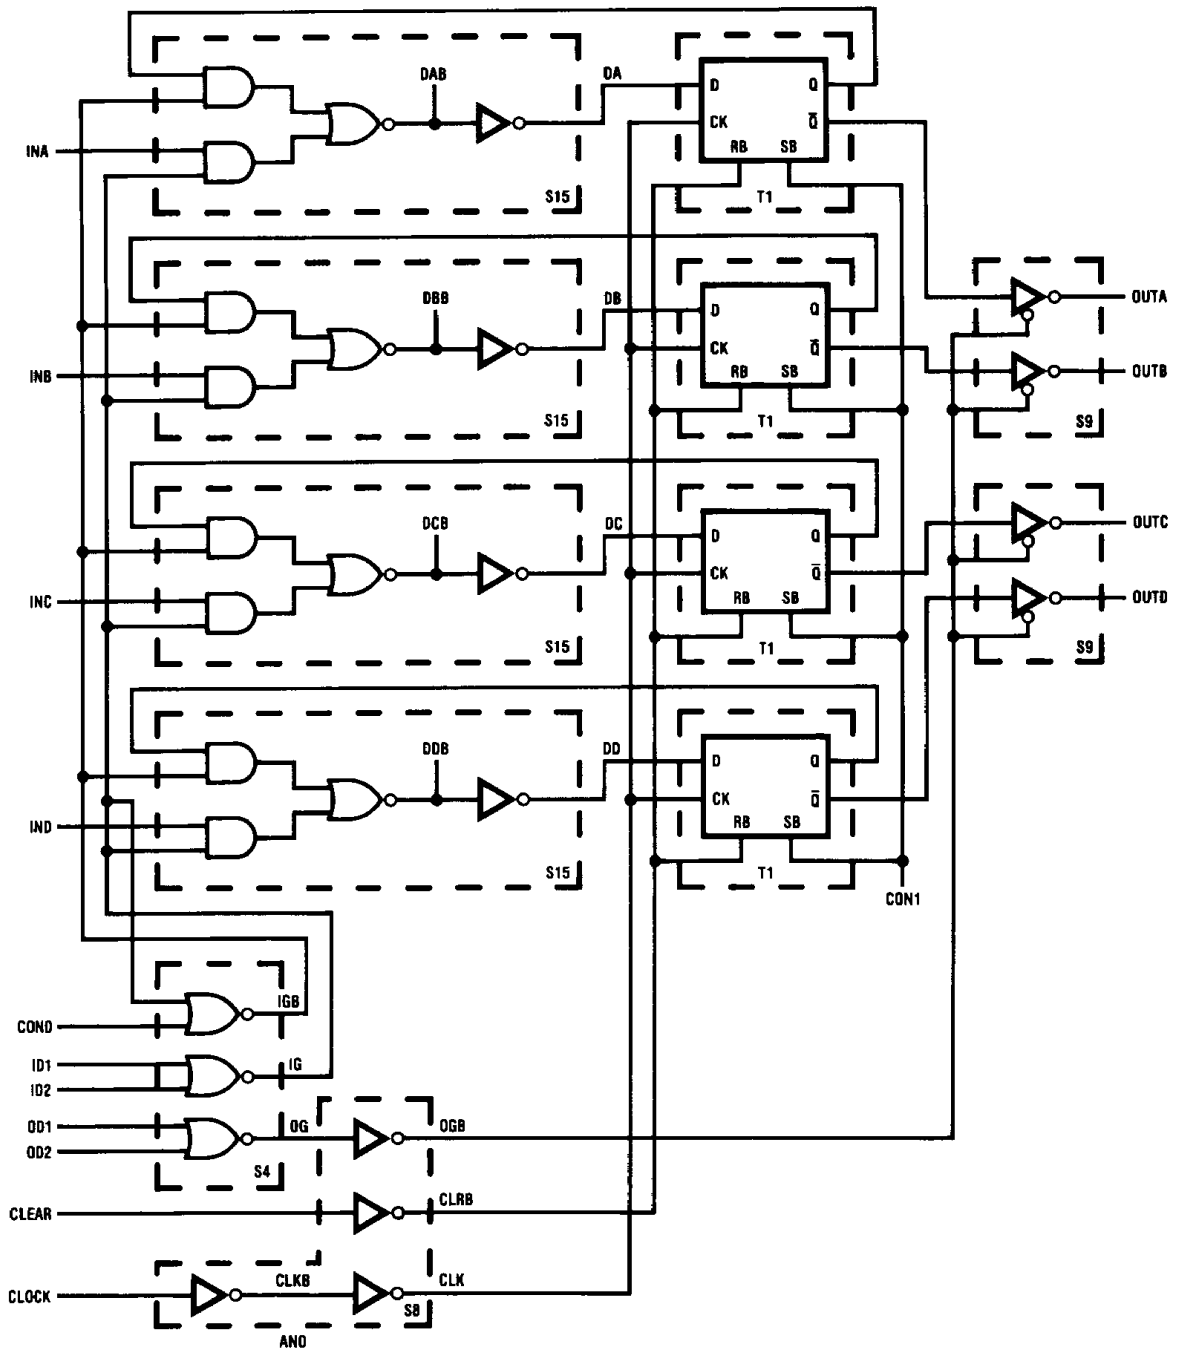 DAB
DA
D
Q
CK
Q̅
INA
RB
SB
S15
T1
DBB
DB
D
Q
CK
Q̅
OUTA
INB
RB
SB
OUTB
S15
T1
S9
DCB
DC
D
Q
OUTC
CK
Q̅
INC
RB
SB
OUTD
S15
T1
S9
DDB
DD
D
Q
CK
Q̅
IND
RB
SB
S15
T1
CON1
IGB
COND
ID1
IG
ID2
OD1
OG
OGB
OD2
S4
CLRB
CLEAR
CLKB
CLK
CLOCK
S8
AN0